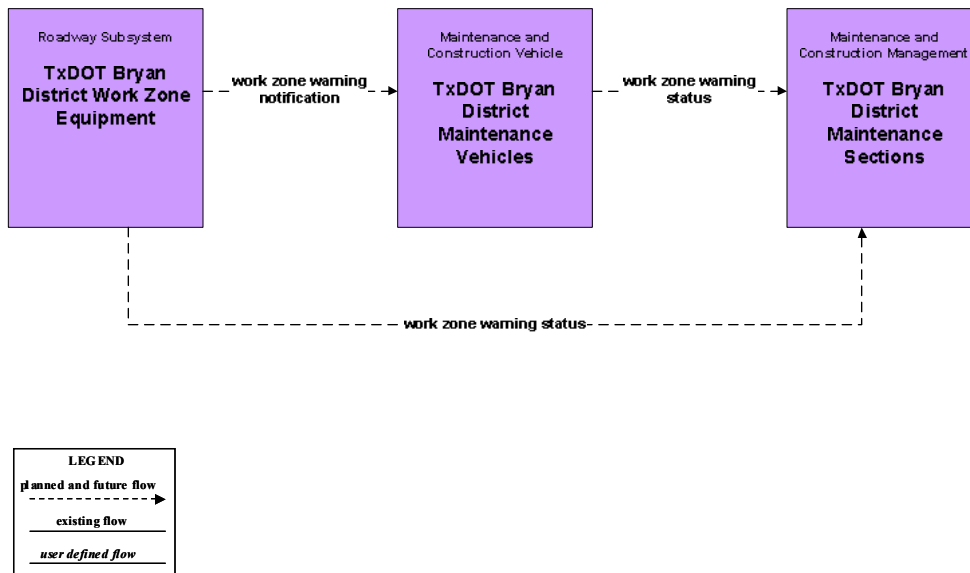 Roadway Subsystem
TxDOT Bryan
District Work Zone
Equipment
work zone warning
notification
Maintenance and
Construction Vehicle
TxDOT Bryan
District
Maintenance
Vehicles
work zone warning
status
Maintenance and
Construction Management
TxDOT Bryan
District
Maintenance
Sections
work zone warning status
LEGEND
planned and future flow
existing flow
user defined flow